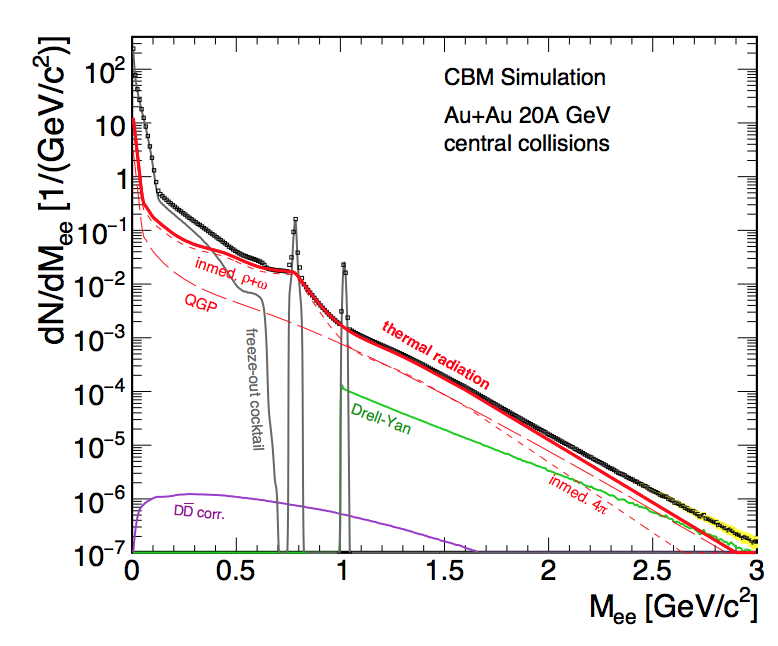 CBM Simulation
Au+Au 20A GeV
central collisions
dN/dMee [1/(GeV/c²)]
10²
10
1
10⁻¹
10⁻²
10⁻³
10⁻⁴
10⁻⁵
10⁻⁶
10⁻⁷
inmed. ρ+ω
QGP
freeze-out cocktail
thermal radiation
Drell-Yan
inmed. 4π
DD̅ corr.
0 0.5 1 1.5 2 2.5 3
Mee [GeV/c²]